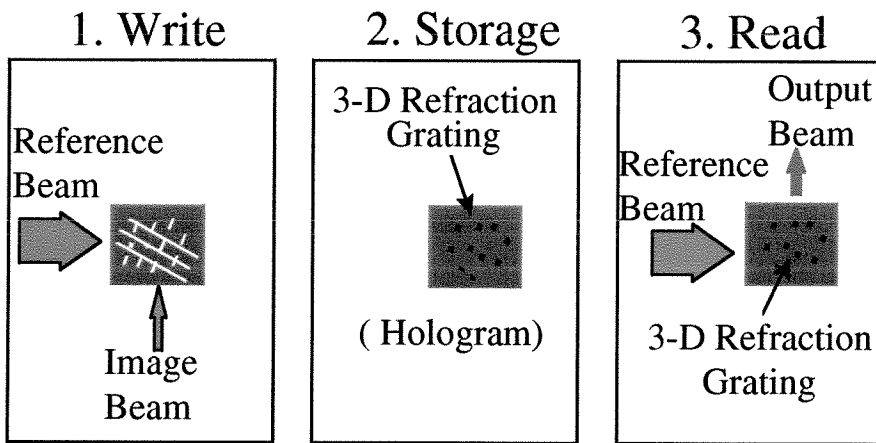 1. Write
Reference
Beam
Image
Beam
2. Storage
3-D Refraction
Grating
( Hologram)
3. Read
Output
Beam
Reference
Beam
3-D Refraction
Grating